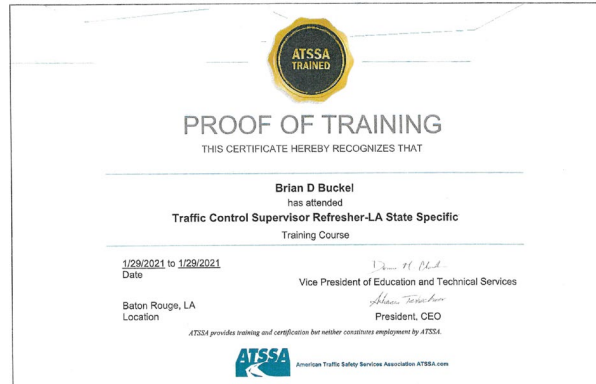 ATSSA
TRAINED
PROOF OF TRAINING
THIS CERTIFICATE HEREBY RECOGNIZES THAT
Brian D Buckel
has attended
Traffic Control Supervisor Refresher-LA State Specific
Training Course
1/29/2021 to 1/29/2021
Date
Vice President of Education and Technical Services
Baton Rouge, LA
Location
President, CEO
ATSSA provides training and certification but neither constitutes employment by ATSSA.
ATSSA American Traffic Safety Services Association ATSSA.com